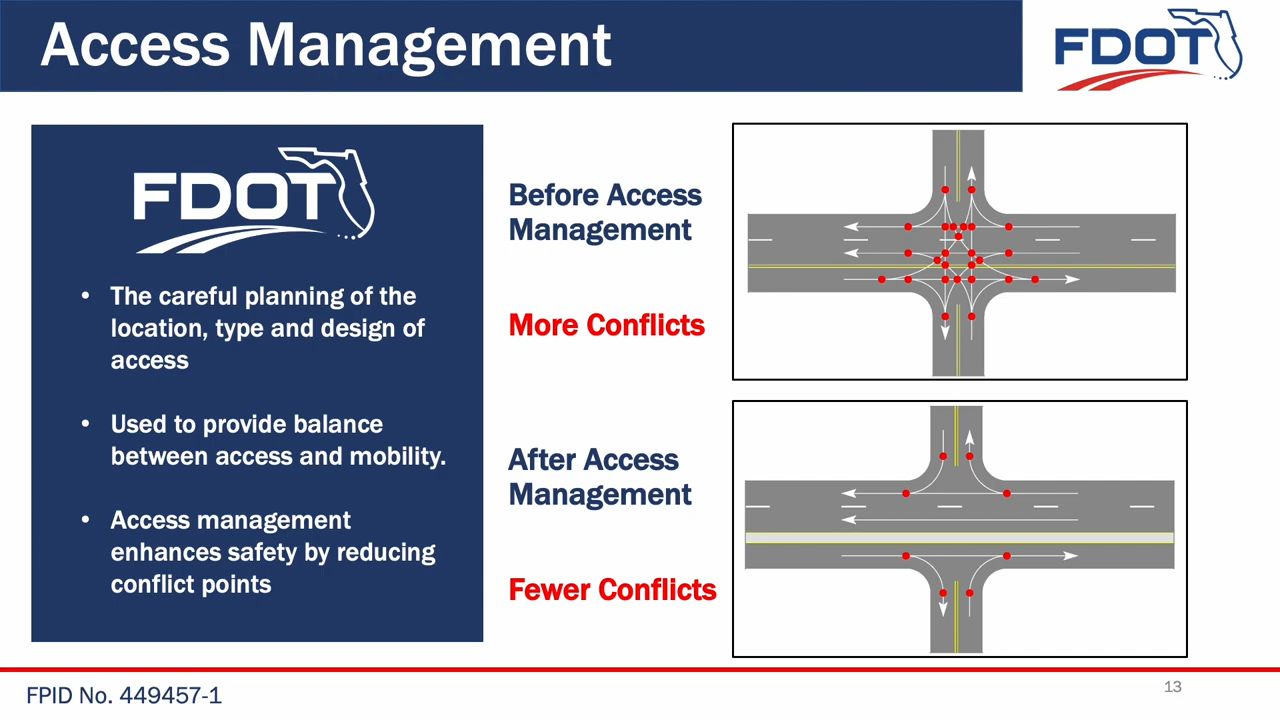 Access Management
FDOT
FDOT
• The careful planning of the
location, type and design of
access
• Used to provide balance
between access and mobility.
• Access management
enhances safety by reducing
conflict points
Before Access
Management
More Conflicts
After Access
Management
Fewer Conflicts
FPID No. 449457-1
13